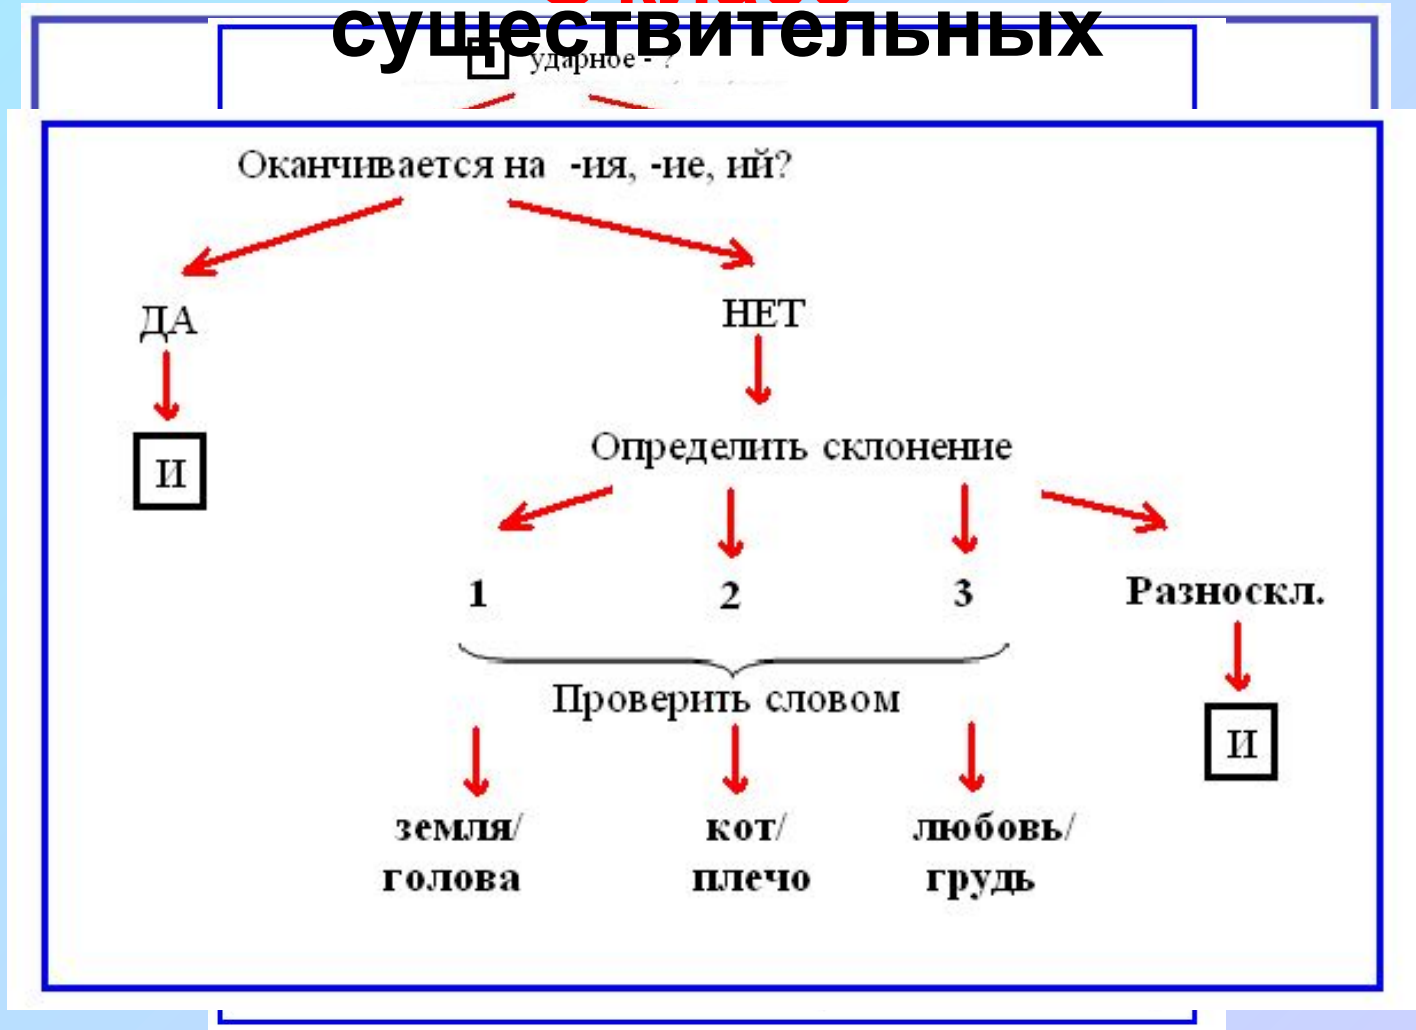 существительных
ударное - ?
Оканчивается на -ия, -ие, ий?
ДА
НЕТ
И
Определить склонение
1 2 3 Разноскл.
Проверить словом
И
земля/ кот/ любовь/
голова плечо грудь